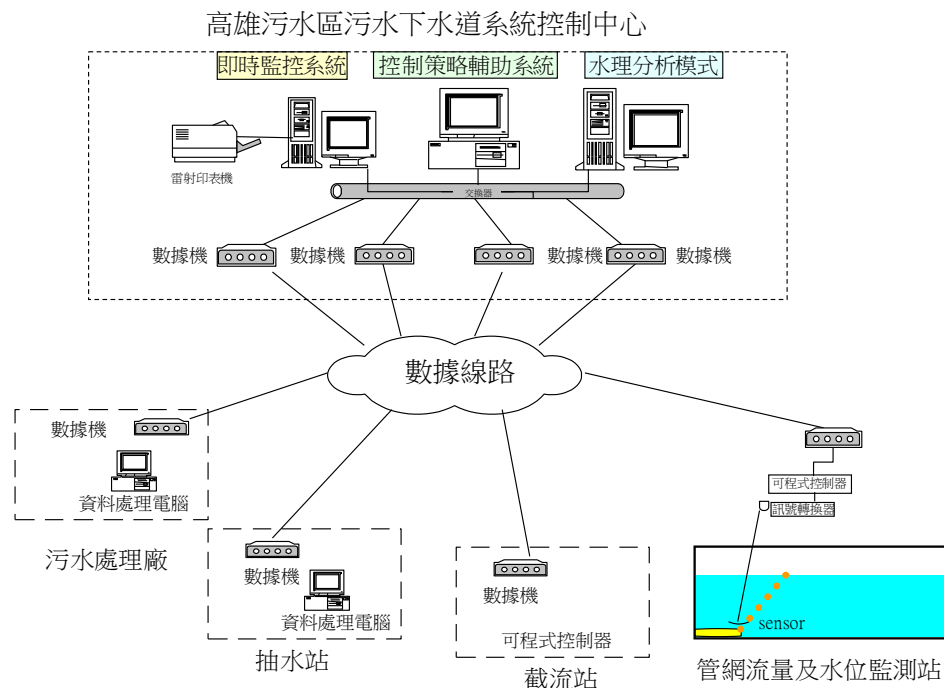 高雄污水區污水下水道系統控制中心
即時監控系統
控制策略輔助系統
水理分析模式
雷射印表機
交換器
數據機
數據機
數據機
數據機
數據線路
數據機
資料處理電腦
污水處理廠
數據機
資料處理電腦
抽水站
數據機
可程式控制器
截流站
可程式控制器
訊號轉換器
sensor
管網流量及水位監測站